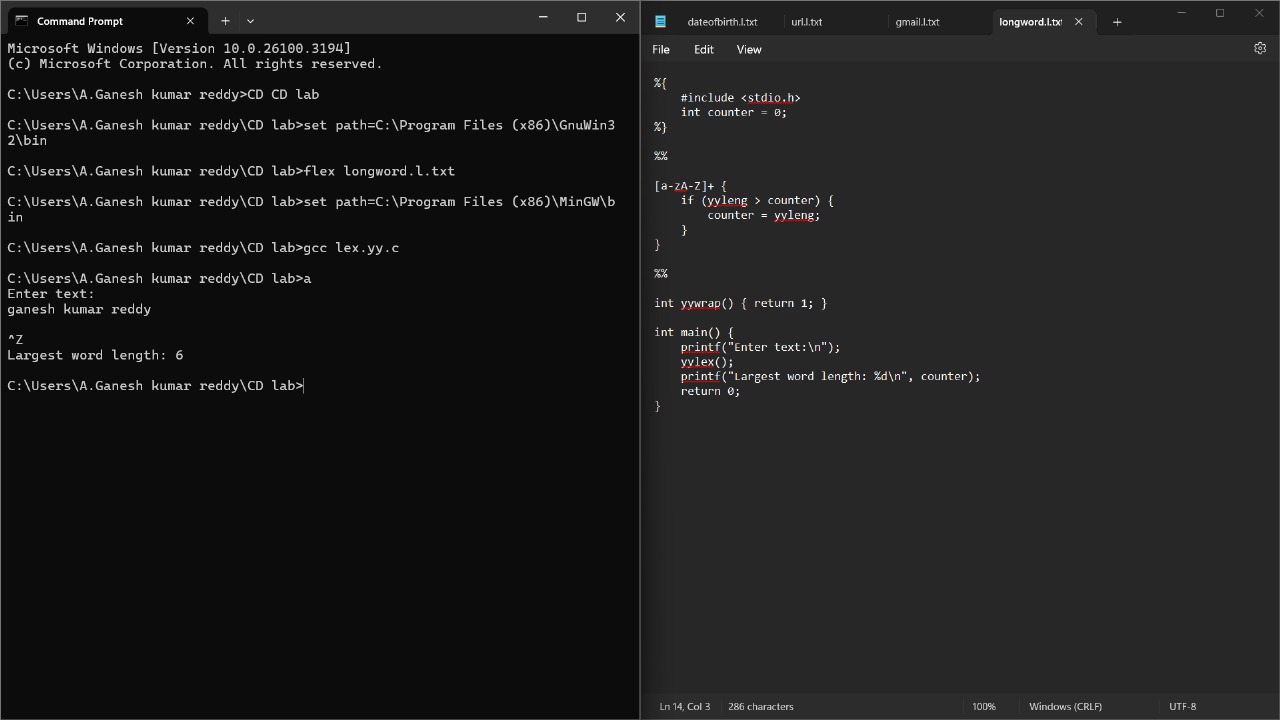 Command Prompt
Microsoft Windows [Version 10.0.26100.3194]
(c) Microsoft Corporation. All rights reserved.
C:\Users\A.Ganesh kumar reddy>CD CD lab
C:\Users\A.Ganesh kumar reddy\CD lab>set path=C:\Program Files (x86)\GnuWin3
2\bin
C:\Users\A.Ganesh kumar reddy\CD lab>flex longword.l.txt
C:\Users\A.Ganesh kumar reddy\CD lab>set path=C:\Program Files (x86)\MinGW\b
in
C:\Users\A.Ganesh kumar reddy\CD lab>gcc lex.yy.c
C:\Users\A.Ganesh kumar reddy\CD lab>a
Enter text:
ganesh kumar reddy
^Z
Largest word length: 6
C:\Users\A.Ganesh kumar reddy\CD lab>
dateofbirth.l.txt url.l.txt gmail.l.txt longword.l.txt
File Edit View
%{
#include <stdio.h>
int counter = 0;
%}
%%
[a-zA-Z]+ {
if (yyleng > counter) {
counter = yyleng;
}
}
%%
int yywrap() { return 1; }
int main() {
printf("Enter text:\n");
yylex();
printf("Largest word length: %d\n", counter);
return 0;
}
Ln 14, Col 3 286 characters 100% Windows (CRLF) UTF-8